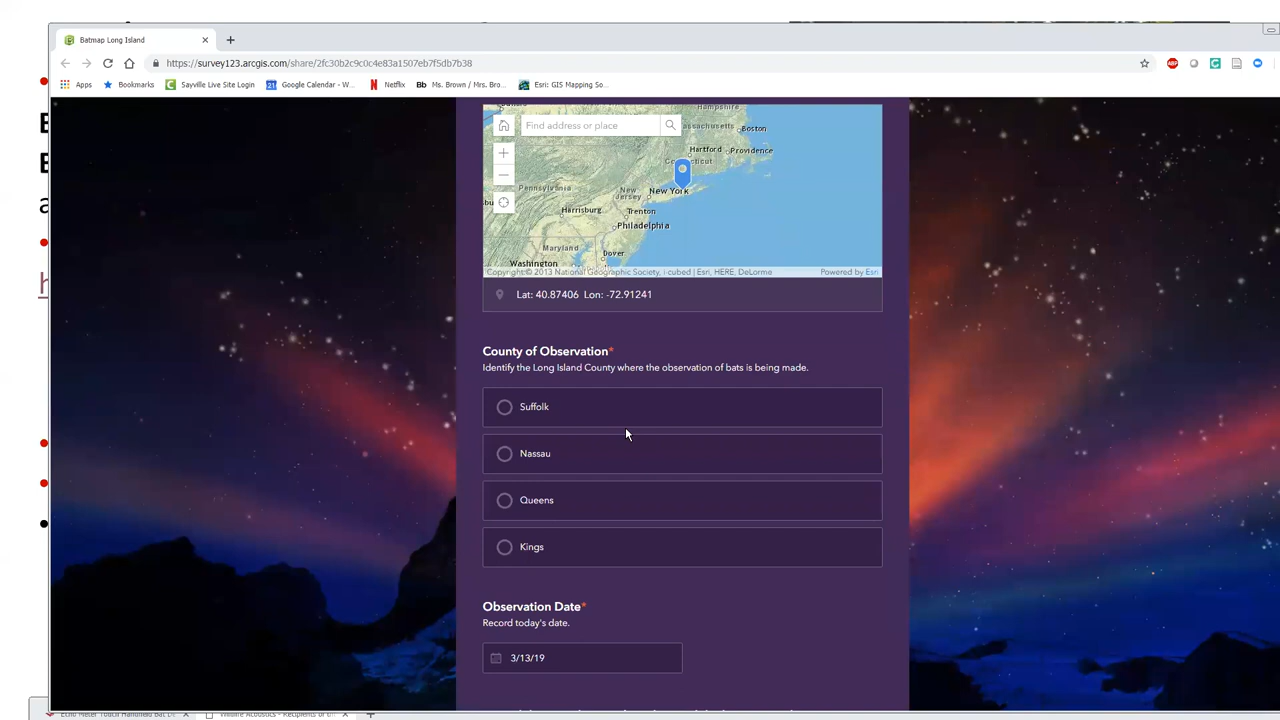 Batmap Long Island
https://survey123.arcgis.com/share/2fc30b2c9c0c4e83a1507eb7f5db7b38
Apps Bookmarks Sayville Live Site Login Google Calendar - W... Netflix Bb Ms. Brown / Mrs. Bro... Esri: GIS Mapping So...
Find address or place
Hampshire
Massachusetts
Boston
Hartford
Providence
Connecticut
Pennsylvania
New York
New
Jersey
Harrisburg
Trenton
Philadelphia
Maryland
Dover
Washington
Copyright:© 2013 National Geographic Society, i-cubed | Esri, HERE, DeLorme Powered by Esri
Lat: 40.87406 Lon: -72.91241
County of Observation*
Identify the Long Island County where the observation of bats is being made.
Suffolk
Nassau
Queens
Kings
Observation Date*
Record today's date.
3/13/19